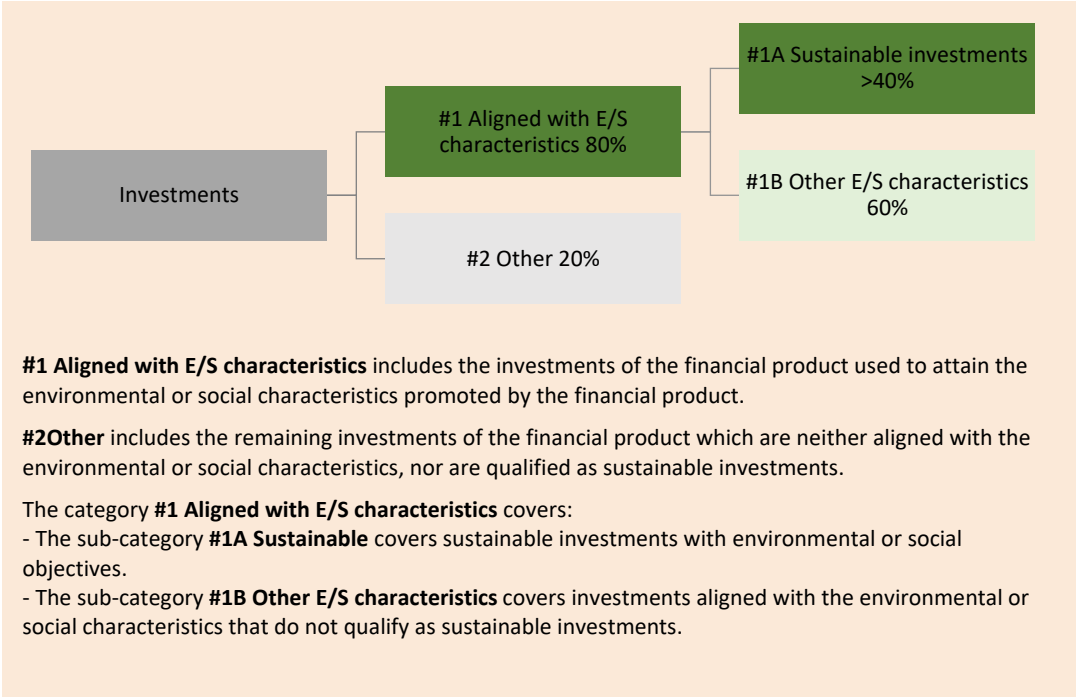 #1A Sustainable investments
>40%
#1 Aligned with E/S
characteristics 80%
Investments
#1B Other E/S characteristics
60%
#2 Other 20%
#1 Aligned with E/S characteristics includes the investments of the financial product used to attain the
environmental or social characteristics promoted by the financial product.
#2Other includes the remaining investments of the financial product which are neither aligned with the
environmental or social characteristics, nor are qualified as sustainable investments.
The category #1 Aligned with E/S characteristics covers:
- The sub-category #1A Sustainable covers sustainable investments with environmental or social
objectives.
- The sub-category #1B Other E/S characteristics covers investments aligned with the environmental or
social characteristics that do not qualify as sustainable investments.